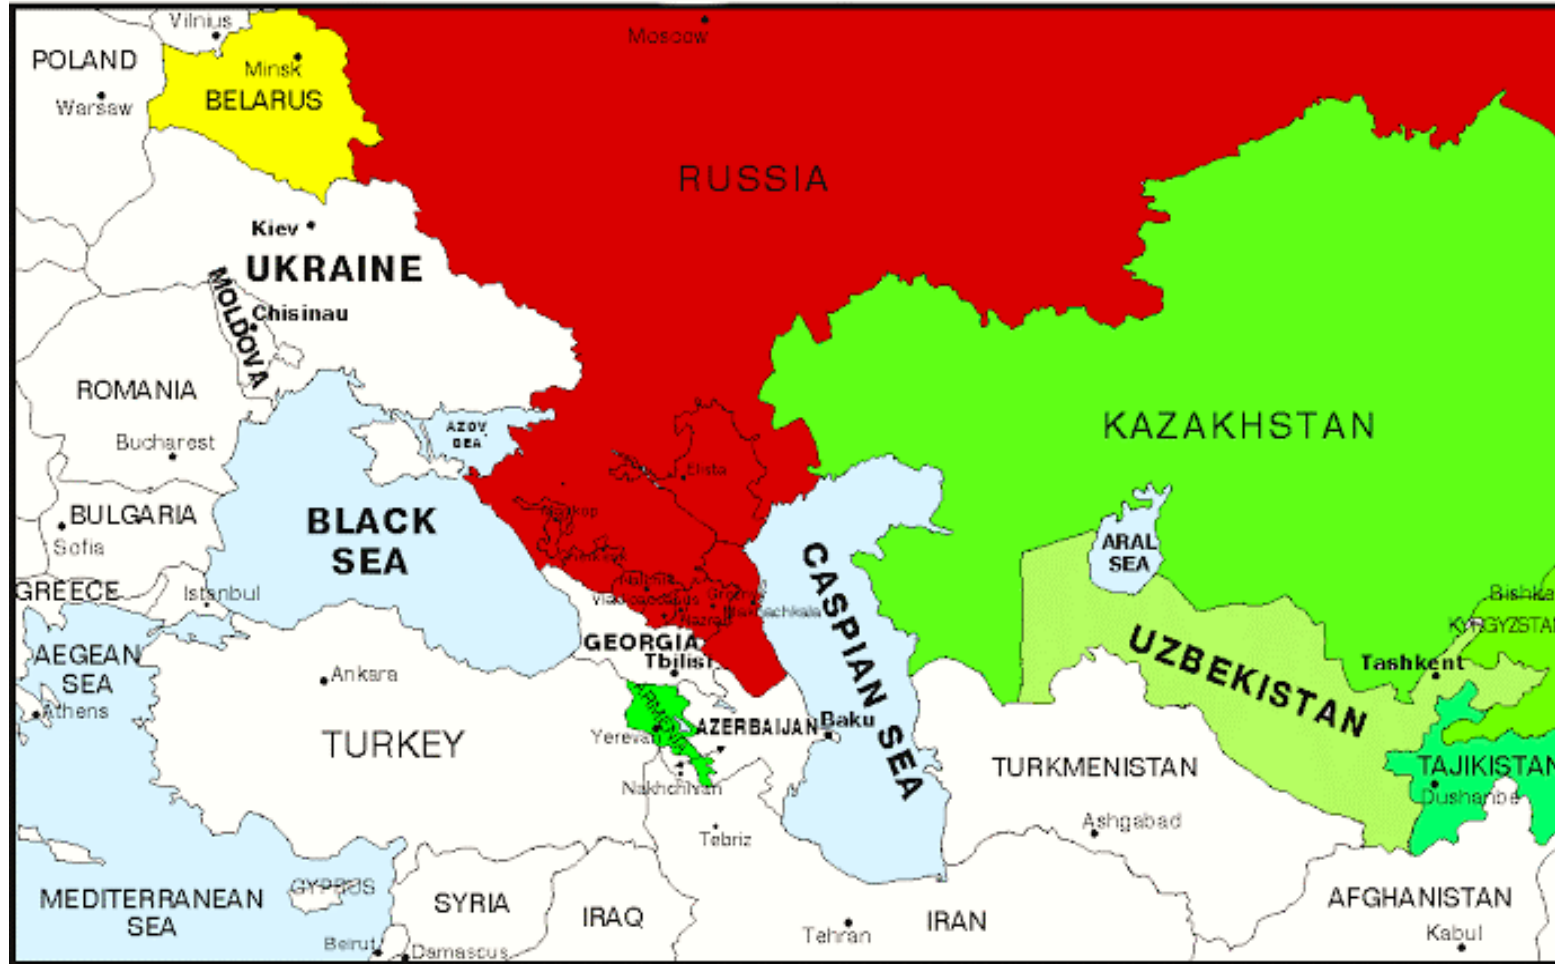 Vilnius
Moscow
POLAND
Minsk
Warsaw
BELARUS
RUSSIA
Kiev
UKRAINE
MOLDOVA
Chisinau
ROMANIA
AZOV
SEA
KAZAKHSTAN
Bucharest
Elista
BULGARIA
Sofia
BLACK
SEA
CASPIAN SEA
ARAL
SEA
GREECE
Istanbul
Bishke
Makhachkala
KYRGYZSTAN
UZBEKISTAN
GEORGIA
Tbilisi
Tashkent
AEGEAN
SEA
Ankara
Athens
ARMENIA
TURKEY
Yerevan
AZERBAIJAN
Baku
TURKMENISTAN
TAJIKISTAN
Nakhchivan
Dushanbe
Tebriz
Ashgabad
CYPRUS
MEDITERRANEAN
SEA
SYRIA
IRAQ
IRAN
AFGHANISTAN
Beirut
Damascus
Tehran
Kabul